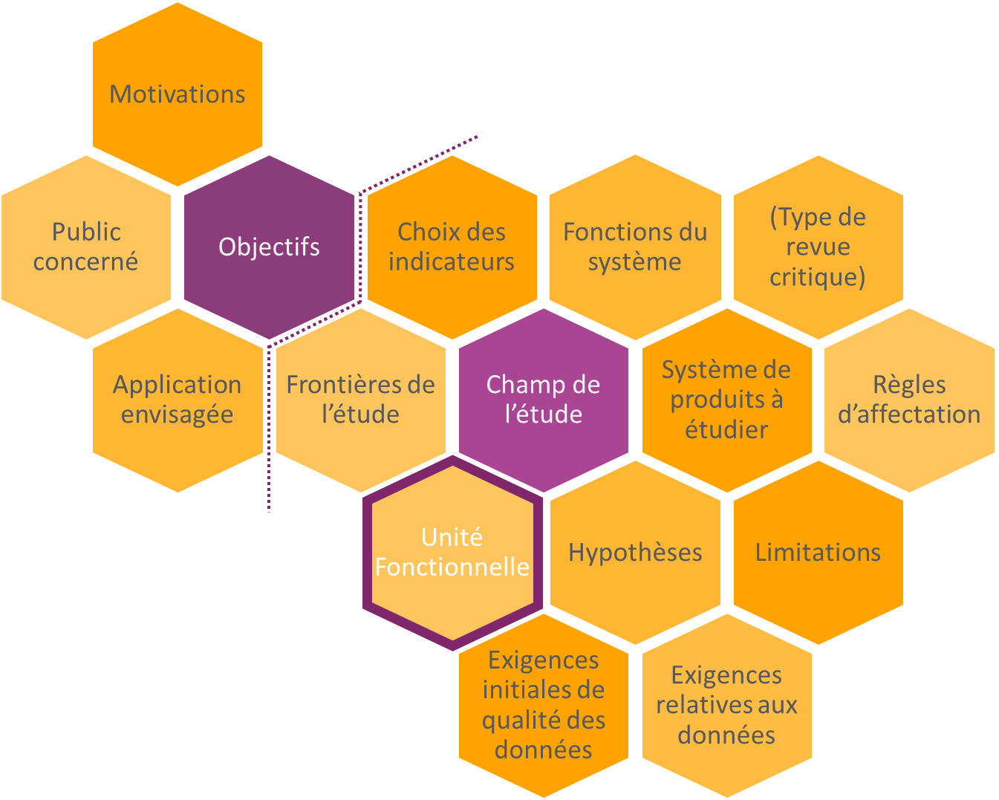 Motivations
Public
concerné
Objectifs
Choix des
indicateurs
Fonctions du
système
(Type de
revue
critique)
Application
envisagée
Frontières de
l’étude
Champ de
l’étude
Système de
produits à
étudier
Règles
d’affectation
Unité
Fonctionnelle
Hypothèses
Limitations
Exigences
initiales de
qualité des
données
Exigences
relatives aux
données